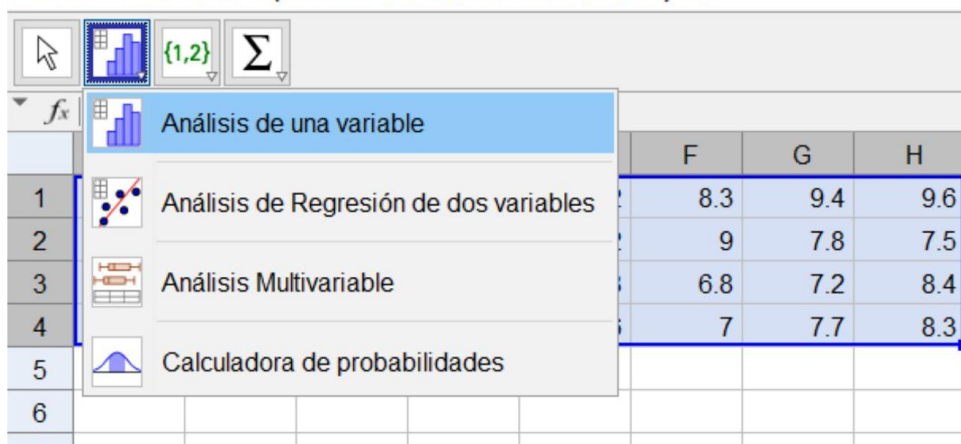 {1,2} Σ
fx
Análisis de una variable
F G H
1 8.3 9.4 9.6
Análisis de Regresión de dos variables
2 9 7.8 7.5
3 6.8 7.2 8.4
Análisis Multivariable
4 7 7.7 8.3
Calculadora de probabilidades
5
6